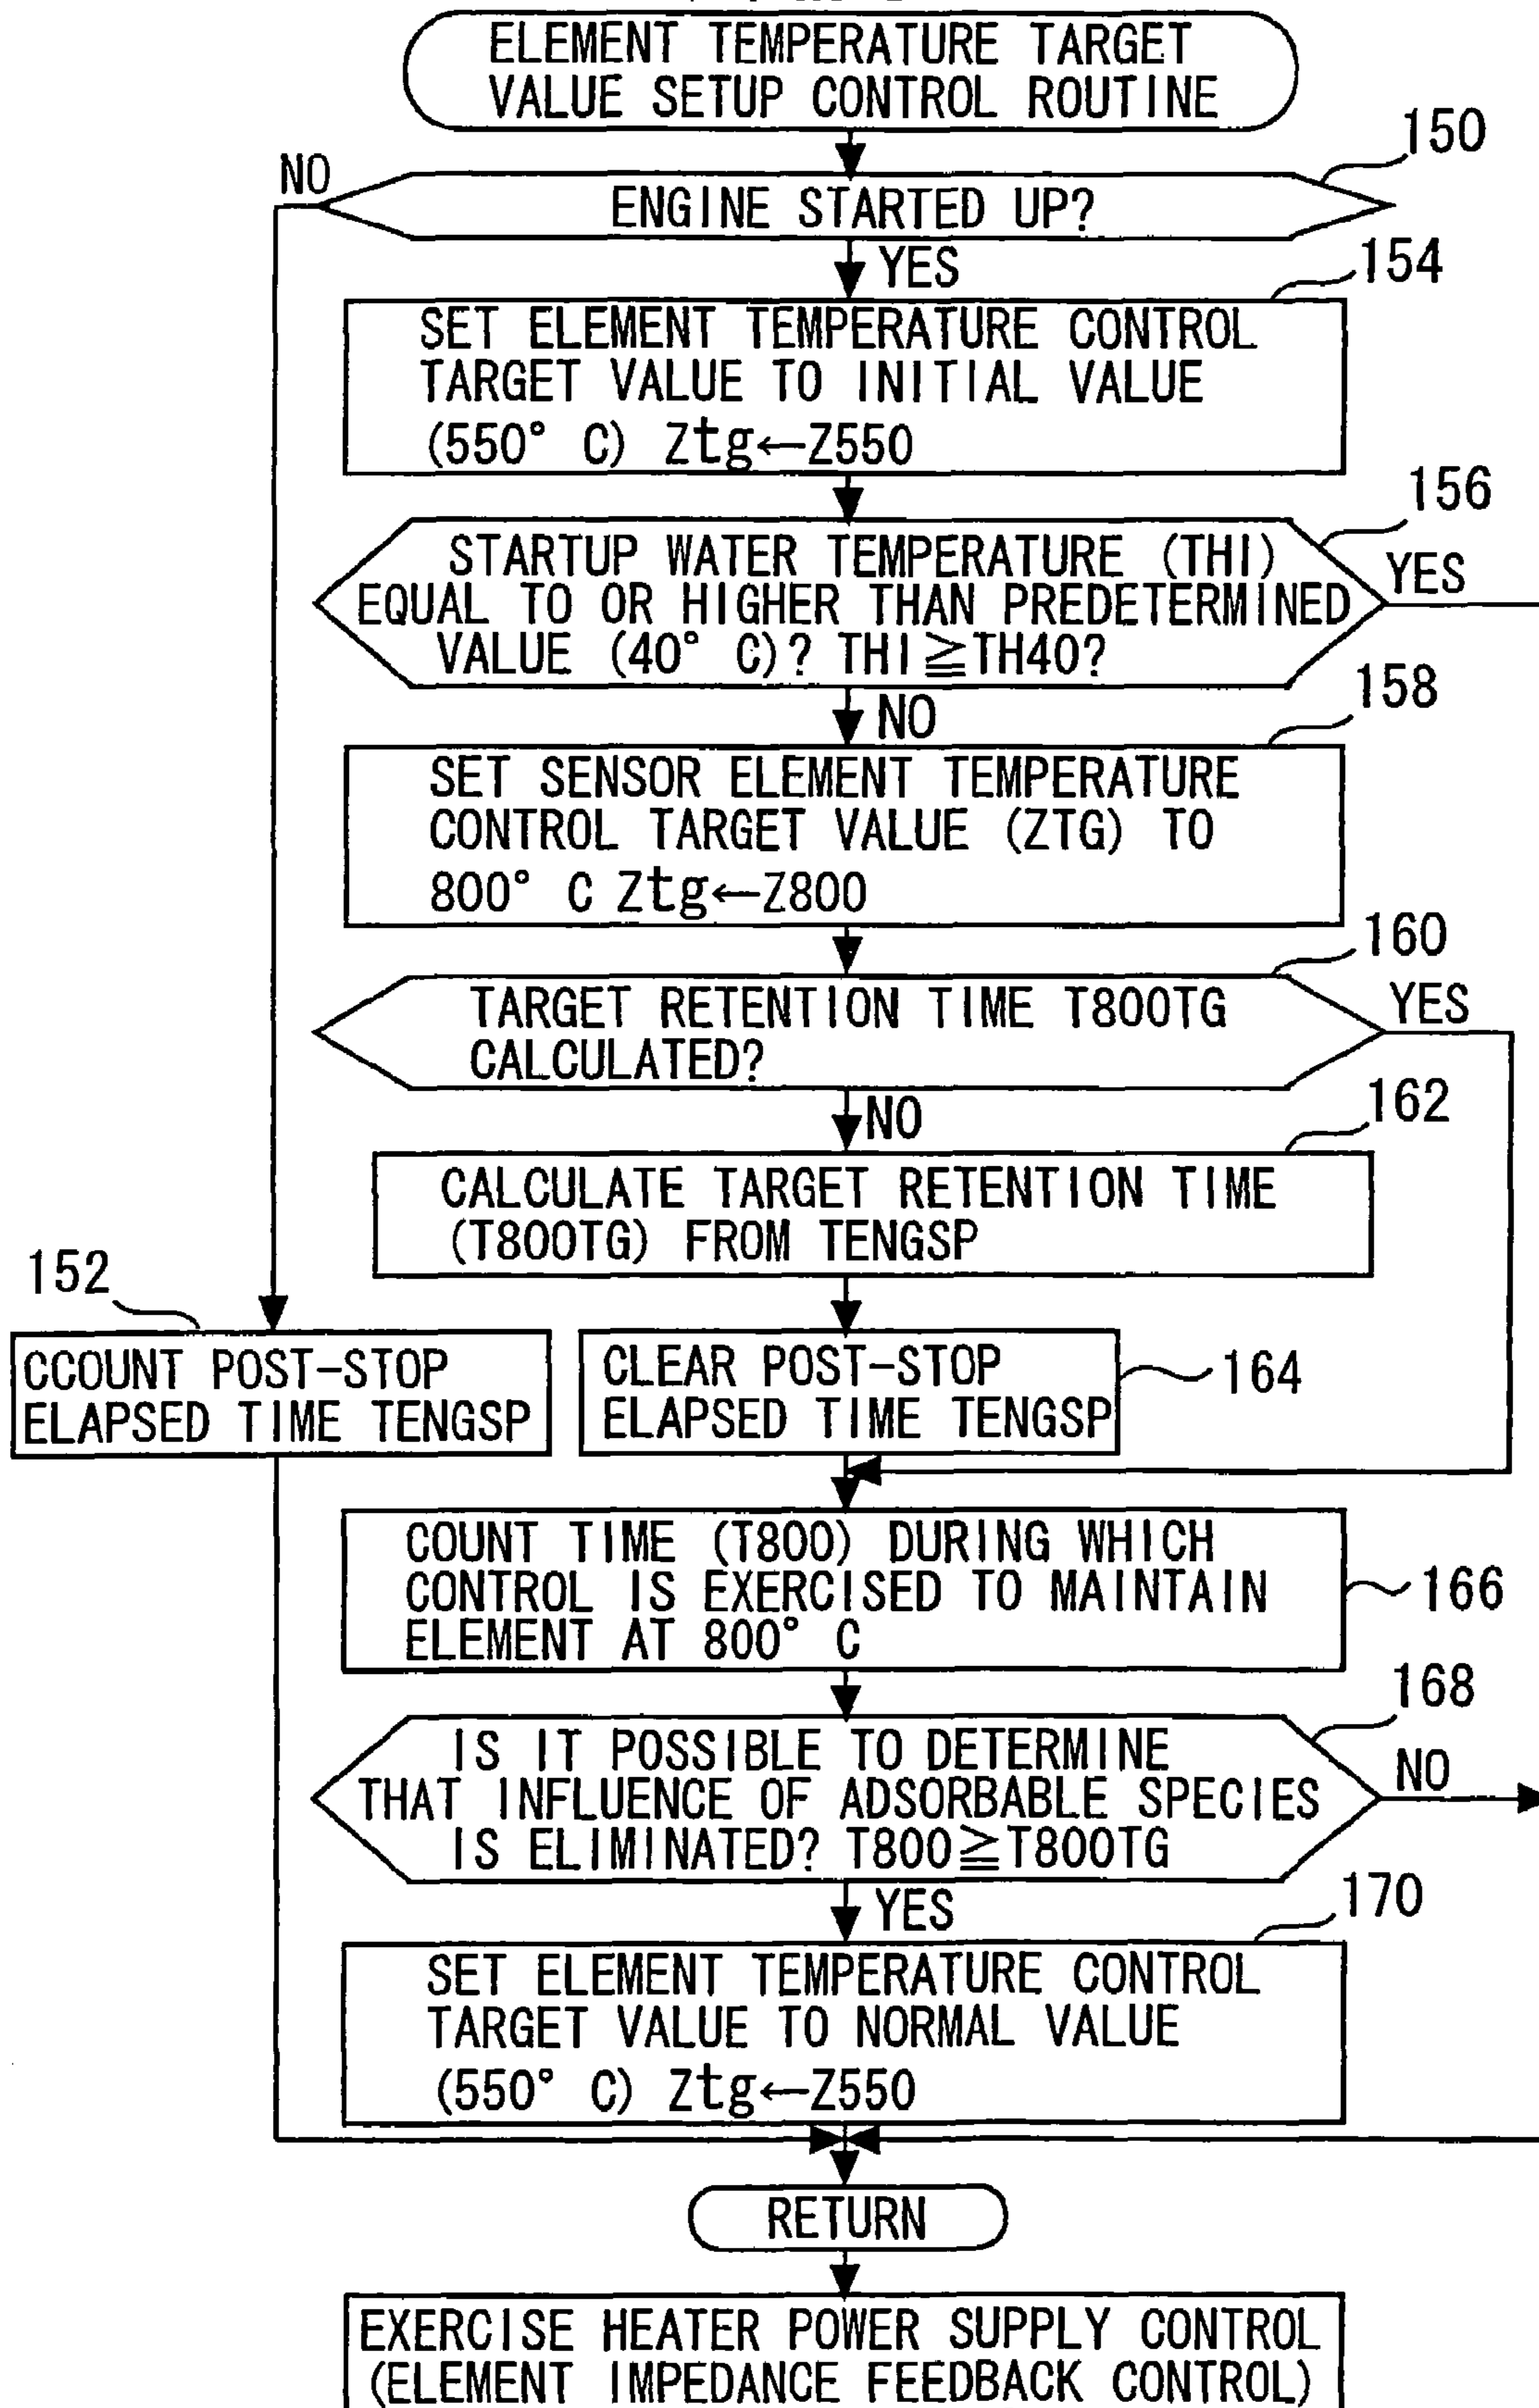 ELEMENT TEMPERATURE TARGET
VALUE SETUP CONTROL ROUTINE
150
NO
ENGINE STARTED UP?
YES
154
SET ELEMENT TEMPERATURE CONTROL
TARGET VALUE TO INITIAL VALUE
(550° C) Ztg←Z550
156
STARTUP WATER TEMPERATURE (THI)
EQUAL TO OR HIGHER THAN PREDETERMINED
VALUE (40° C)? THI≧TH40?
YES
NO
158
SET SENSOR ELEMENT TEMPERATURE
CONTROL TARGET VALUE (ZTG) TO
800° C Ztg←Z800
160
TARGET RETENTION TIME T800TG
CALCULATED?
YES
NO
162
CALCULATE TARGET RETENTION TIME
(T800TG) FROM TENGSP
152
CCOUNT POST-STOP
ELAPSED TIME TENGSP
CLEAR POST-STOP
ELAPSED TIME TENGSP
164
COUNT TIME (T800) DURING WHICH
CONTROL IS EXERCISED TO MAINTAIN
ELEMENT AT 800° C
166
168
IS IT POSSIBLE TO DETERMINE
THAT INFLUENCE OF ADSORBABLE SPECIES
IS ELIMINATED? T800≧T800TG
NO
YES
170
SET ELEMENT TEMPERATURE CONTROL
TARGET VALUE TO NORMAL VALUE
(550° C) Ztg←Z550
RETURN
EXERCISE HEATER POWER SUPPLY CONTROL
(ELEMENT IMPEDANCE FEEDBACK CONTROL)